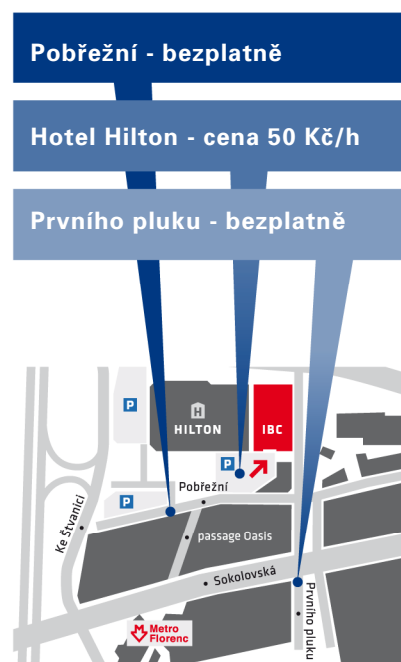 Pobřežní - bezplatně
Hotel Hilton - cena 50 Kč/h
Prvního pluku - bezplatně
P
HILTON
IBC
P
Pobřežní
P
Ke Štvanici
passage Oasis
Sokolovská
Prvního pluku
Metro
Florenc